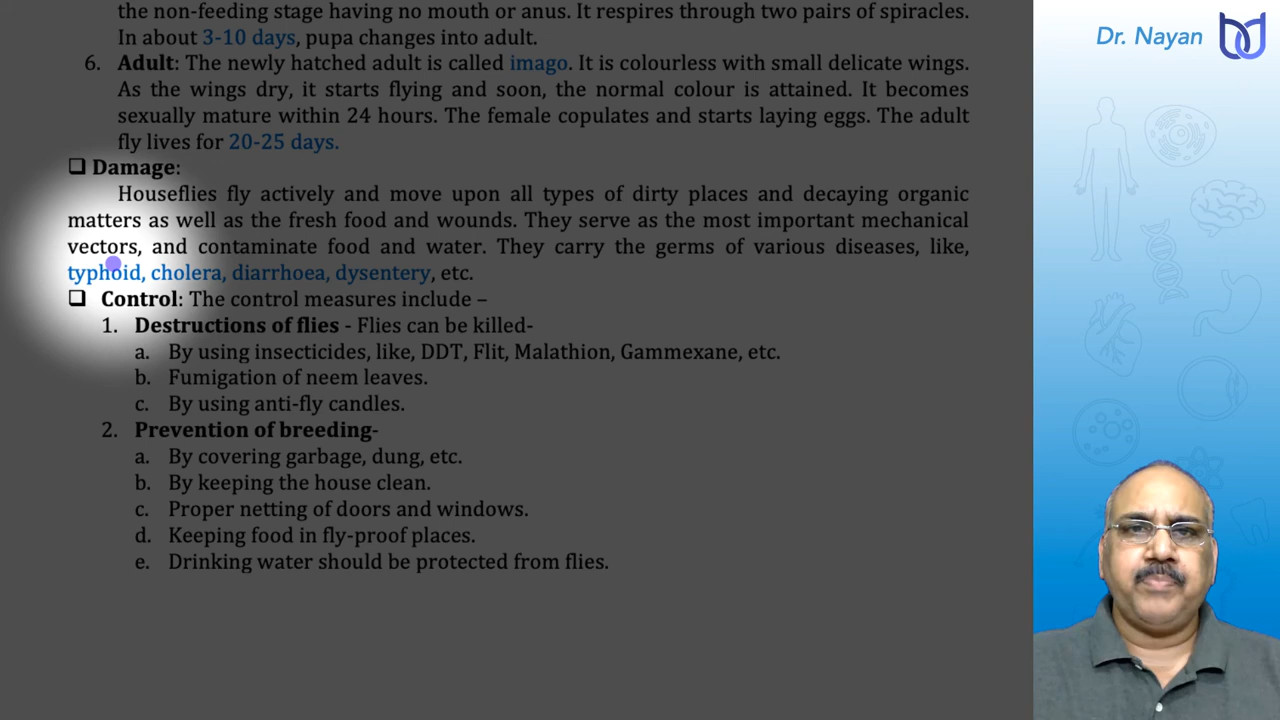 the non-feeding stage having no mouth or anus. It respires through two pairs of spiracles.
In about 3-10 days, pupa changes into adult.
6. Adult: The newly hatched adult is called imago. It is colourless with small delicate wings.
As the wings dry, it starts flying and soon, the normal colour is attained. It becomes
sexually mature within 24 hours. The female copulates and starts laying eggs. The adult
fly lives for 20-25 days.
❑ Damage:
Houseflies fly actively and move upon all types of dirty places and decaying organic
matters as well as the fresh food and wounds. They serve as the most important mechanical
vectors, and contaminate food and water. They carry the germs of various diseases, like,
typhoid, cholera, diarrhoea, dysentery, etc.
❑ Control: The control measures include –
1. Destructions of flies - Flies can be killed-
a. By using insecticides, like, DDT, Flit, Malathion, Gammexane, etc.
b. Fumigation of neem leaves.
c. By using anti-fly candles.
2. Prevention of breeding-
a. By covering garbage, dung, etc.
b. By keeping the house clean.
c. Proper netting of doors and windows.
d. Keeping food in fly-proof places.
e. Drinking water should be protected from flies.
Dr. Nayan